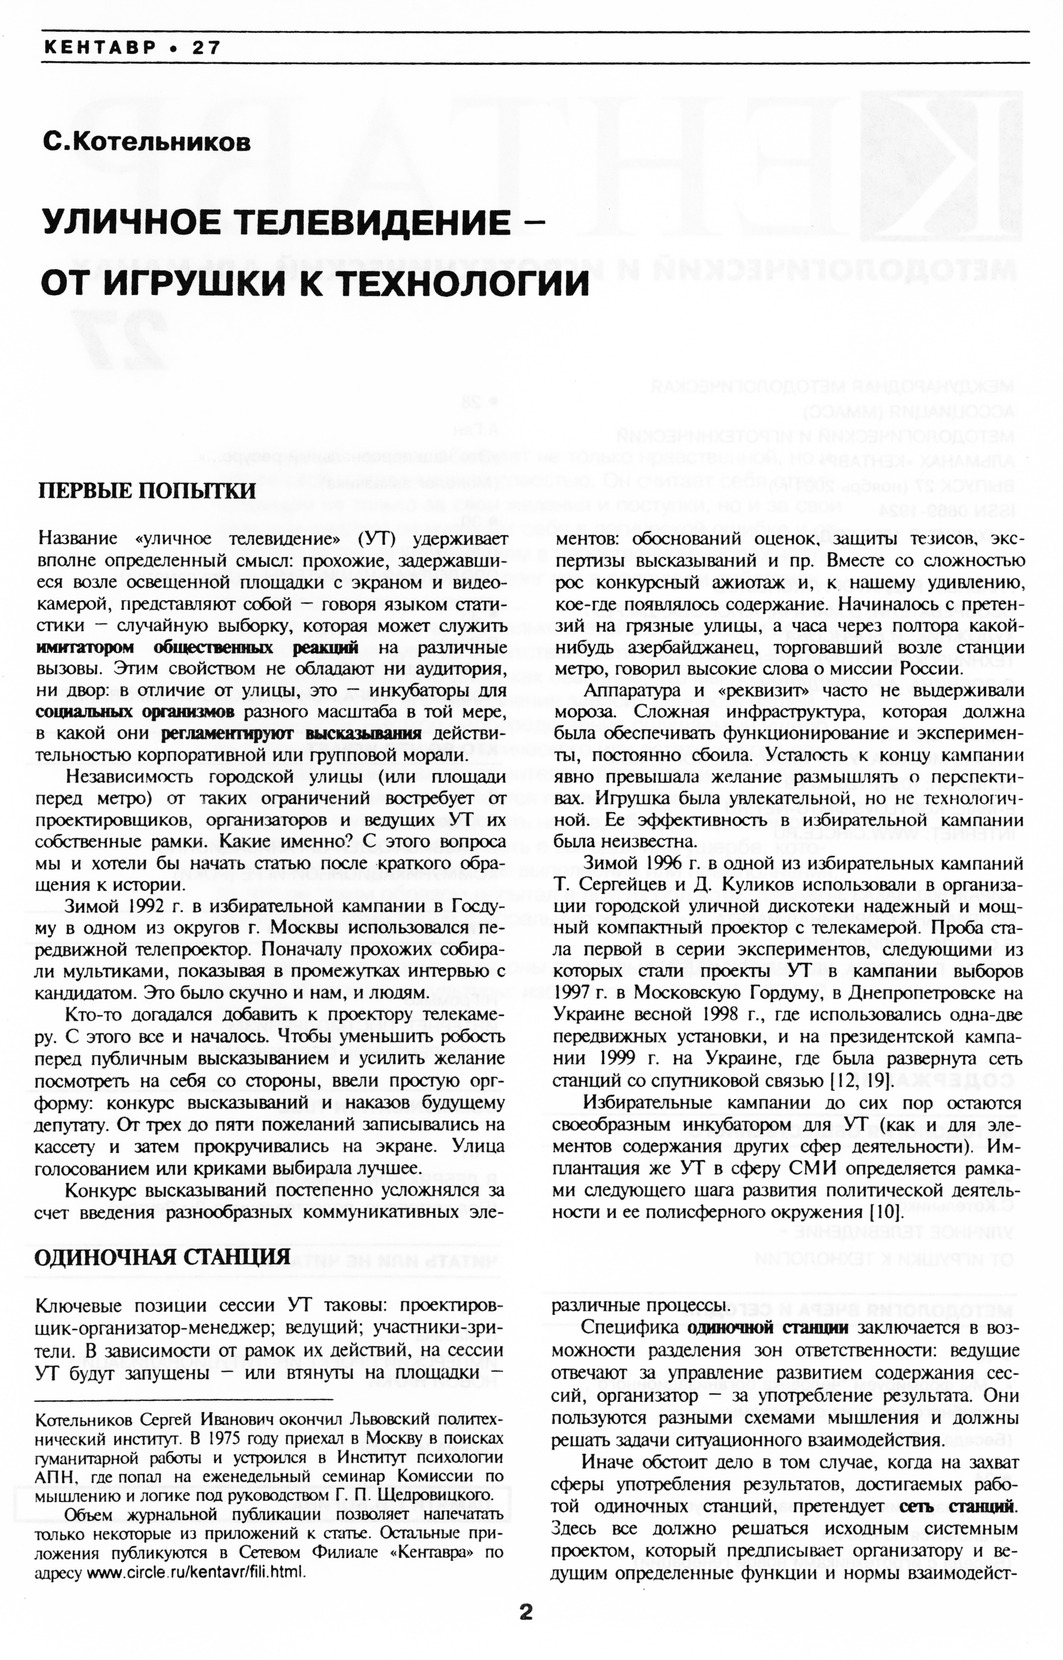 КЕНТАВР • 27
С.Котельников
УЛИЧНОЕ ТЕЛЕВИДЕНИЕ –
ОТ ИГРУШКИ К ТЕХНОЛОГИИ
ПЕРВЫЕ ПОПЫТКИ
Название «уличное телевидение» (УТ) удерживает
вполне определенный смысл: прохожие, задержавши-
еся возле освещенной площадки с экраном и видео-
камерой, представляют собой — говоря языком стати-
стики — случайную выборку, которая может служить
имитатором общественных реакций на различные
вызовы. Этим свойством не обладают ни аудитория,
ни двор: в отличие от улицы, это — инкубаторы для
социальных организмов разного масштаба в той мере,
в какой они регламентируют высказывания действи-
тельностью корпоративной или групповой морали.
Независимость городской улицы (или площади
перед метро) от таких ограничений востребует от
проектировщиков, организаторов и ведущих УТ их
собственные рамки. Какие именно? С этого вопроса
мы и хотели бы начать статью после краткого обра-
щения к истории.
Зимой 1992 г. в избирательной кампании в Госду-
му в одном из округов г. Москвы использовался пе-
редвижной телепроектор. Поначалу прохожих собира-
ли мультиками, показывая в промежутках интервью с
кандидатом. Это было скучно и нам, и людям.
Кто-то догадался добавить к проектору телекаме-
ру. С этого все и началось. Чтобы уменьшить робость
перед публичным высказыванием и усилить желание
посмотреть на себя со стороны, ввели простую орг-
форму: конкурс высказываний и наказов будущему
депутату. От трех до пяти пожеланий записывались на
кассету и затем прокручивались на экране. Улица
голосованием или криками выбирала лучшее.
Конкурс высказываний постепенно усложнялся за
счет введения разнообразных коммуникативных эле-
ментов: обоснований оценок, защиты тезисов, экс-
пертизы высказываний и пр. Вместе со сложностью
рос конкурсный ажиотаж и, к нашему удивлению,
кое-где появлялось содержание. Начиналось с претен-
зий на грязные улицы, а часа через полтора какой-
нибудь азербайджанец, торговавший возле станции
метро, говорил высокие слова о миссии России.
Аппаратура и «реквизит» часто не выдерживали
мороза. Сложная инфраструктура, которая должна
была обеспечивать функционирование и эксперимен-
ты, постоянно сбоила. Усталость к концу кампании
явно превышала желание размышлять о перспекти-
вах. Игрушка была увлекательной, но не технологич-
ной. Ее эффективность в избирательной кампании
была неизвестна.
Зимой 1996 г. в одной из избирательных кампаний
Т. Сергейцев и Д. Куликов использовали в организа-
ции городской уличной дискотеки надежный и мощ-
ный компактный проектор с телекамерой. Проба ста-
ла первой в серии экспериментов, следующими из
которых стали проекты УТ в кампании выборов
1997 г. в Московскую Гордуму, в Днепропетровске на
Украине весной 1998 г., где использовались одна-две
передвижных установки, и на президентской кампа-
нии 1999 г. на Украине, где была развернута сеть
станций со спутниковой связью [12, 19].
Избирательные кампании до сих пор остаются
своеобразным инкубатором для УТ (как и для эле-
ментов содержания других сфер деятельности). Им-
плантация же УТ в сферу СМИ определяется рамка-
ми следующего шага развития политической деятель-
ности и ее полисферного окружения [10].
ОДИНОЧНАЯ СТАНЦИЯ
Ключевые позиции сессии УТ таковы: проектиров-
щик-организатор-менеджер; ведущий; участники-зри-
тели. В зависимости от рамок их действий, на сессии
УТ будут запущены — или втянуты на площадки —
различные процессы.
Специфика одиночной станции заключается в воз-
можности разделения зон ответственности: ведущие
отвечают за управление развитием содержания сес-
сий, организатор — за употребление результата. Они
пользуются разными схемами мышления и должны
решать задачи ситуационного взаимодействия.
Иначе обстоит дело в том случае, когда на захват
сферы употребления результатов, достигаемых рабо-
той одиночных станций, претендует сеть станций.
Здесь все должно решаться исходным системным
проектом, который предписывает организатору и ве-
дущим определенные функции и нормы взаимодейст-
Котельников Сергей Иванович окончил Львовский политех-
нический институт. В 1975 году приехал в Москву в поисках
гуманитарной работы и устроился в Институт психологии
АПН, где попал на еженедельный семинар Комиссии по
мышлению и логике под руководством Г. П. Щедровицкого.
Объем журнальной публикации позволяет напечатать
только некоторые из приложений к статье. Остальные при-
ложения публикуются в Сетевом Филиале «Кентавра» по
адресу www.circle.ru/kentavr/fili.html.
2